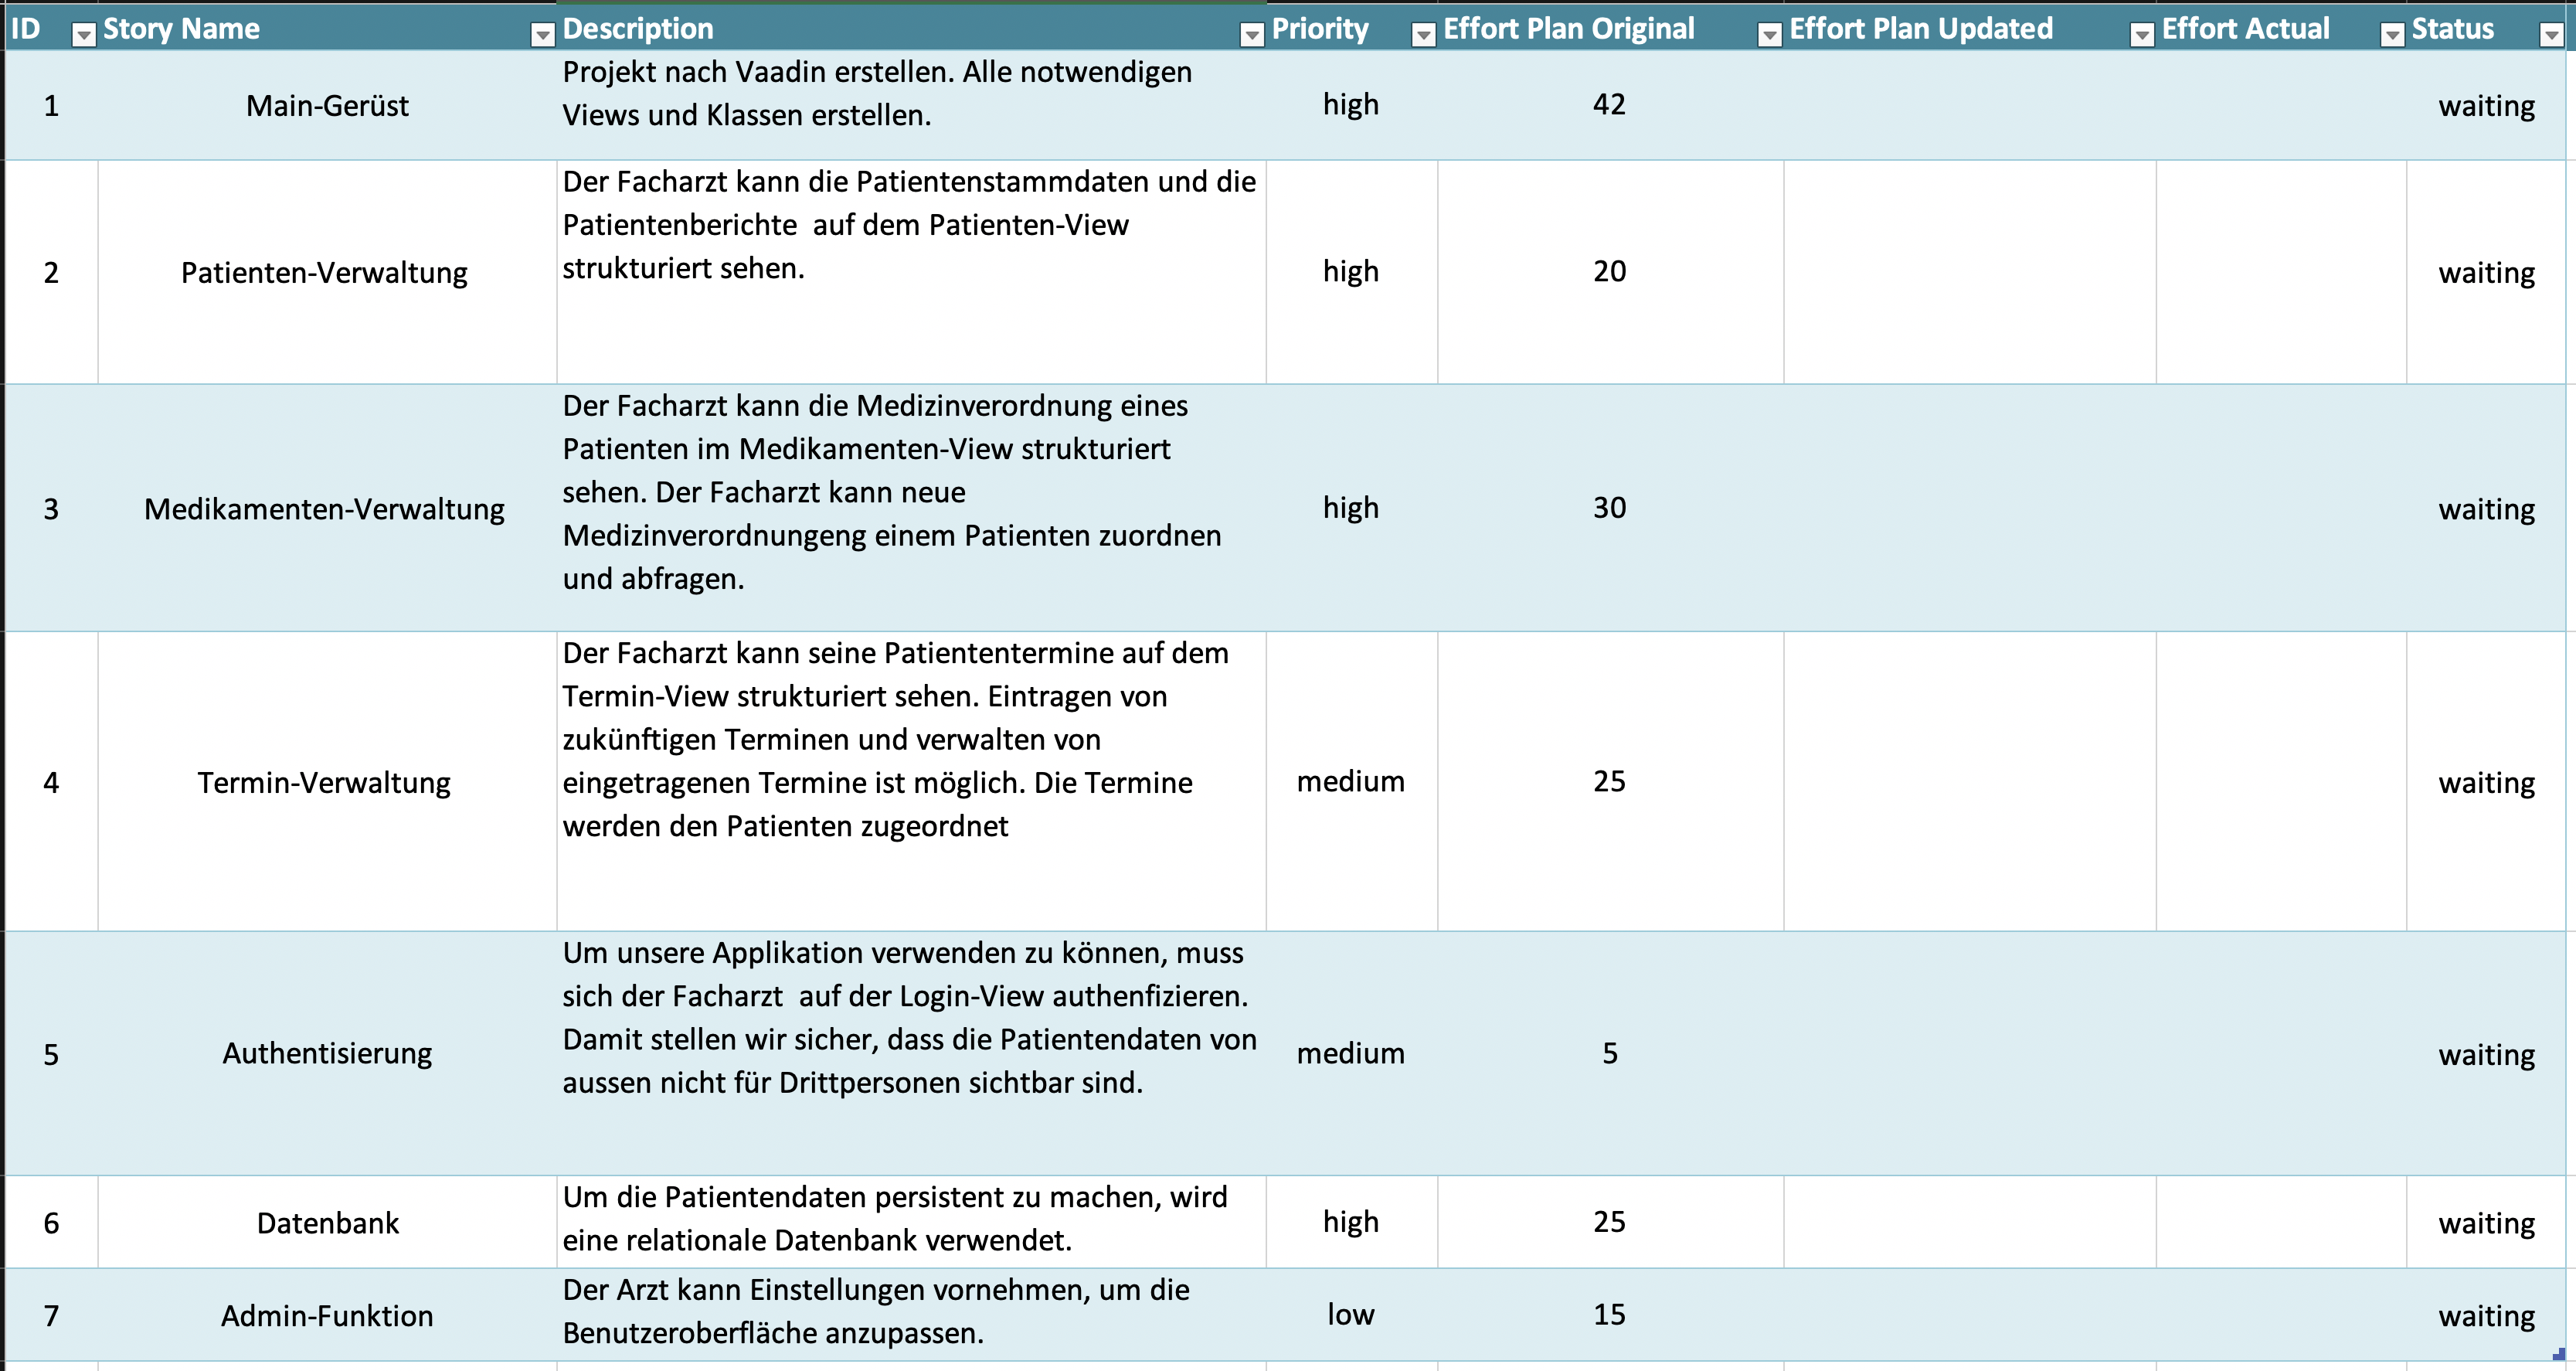 ID Story Name Description Priority Effort Plan Original Effort Plan Updated Effort Actual Status
Projekt nach Vaadin erstellen. Alle notwendigen
Views und Klassen erstellen.
1 Main-Gerüst high 42 waiting
Der Facharzt kann die Patientenstammdaten und die
Patientenberichte  auf dem Patienten-View
strukturiert sehen.
2 Patienten-Verwaltung high 20 waiting
Der Facharzt kann die Medizinverordnung eines
Patienten im Medikamenten-View strukturiert
sehen. Der Facharzt kann neue
Medizinverordnungeng einem Patienten zuordnen
und abfragen.
3 Medikamenten-Verwaltung high 30 waiting
Der Facharzt kann seine Patiententermine auf dem
Termin-View strukturiert sehen. Eintragen von
zukünftigen Terminen und verwalten von
eingetragenen Termine ist möglich. Die Termine
werden den Patienten zugeordnet
4 Termin-Verwaltung medium 25 waiting
Um unsere Applikation verwenden zu können, muss
sich der Facharzt  auf der Login-View authenfizieren.
Damit stellen wir sicher, dass die Patientendaten von
aussen nicht für Drittpersonen sichtbar sind.
5 Authentisierung medium 5 waiting
Um die Patientendaten persistent zu machen, wird
eine relationale Datenbank verwendet.
6 Datenbank high 25 waiting
Der Arzt kann Einstellungen vornehmen, um die
Benutzeroberfläche anzupassen.
7 Admin-Funktion low 15 waiting